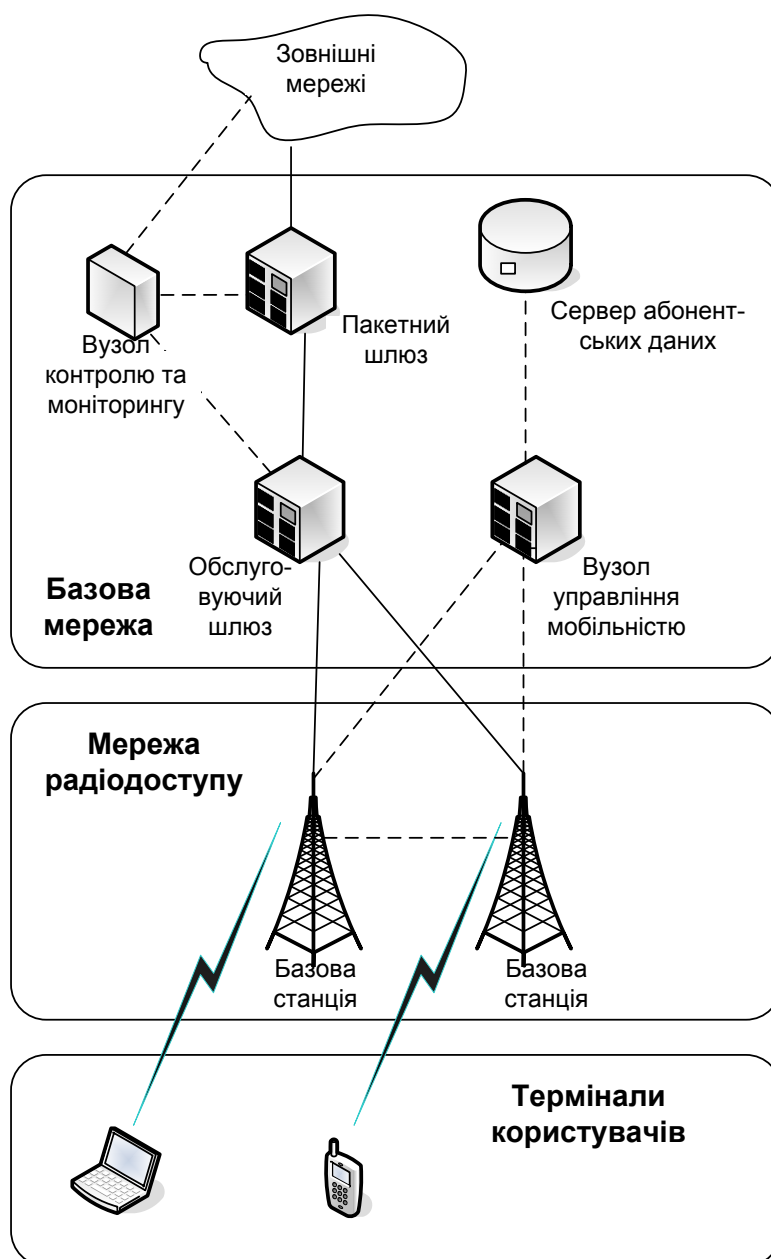 Зовнішні
мережі
Пакетний
шлюз
Сервер абонент-
ських даних
Вузол
контролю та
моніторингу
Обслуго-
вуючий
шлюз
Вузол
управління
мобільністю
Базова
мережа
Мережа
радіодоступу
Базова
станція
Базова
станція
Термінали
користувачів